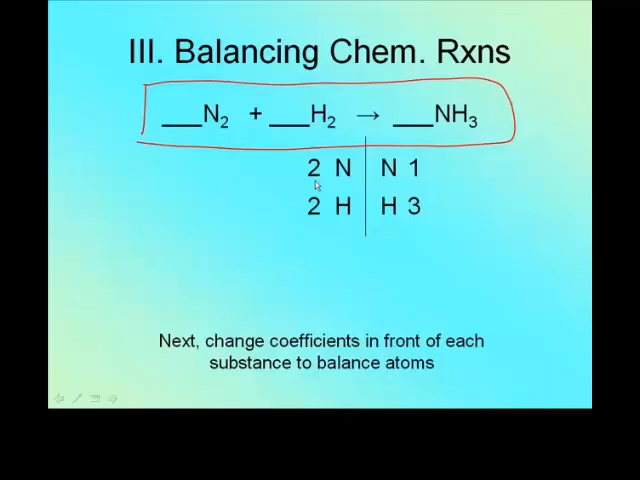 III. Balancing Chem. Rxns
___N₂ + ___H₂ → ___NH₃
2 N | N 1
2 H | H 3
Next, change coefficients in front of each
substance to balance atoms